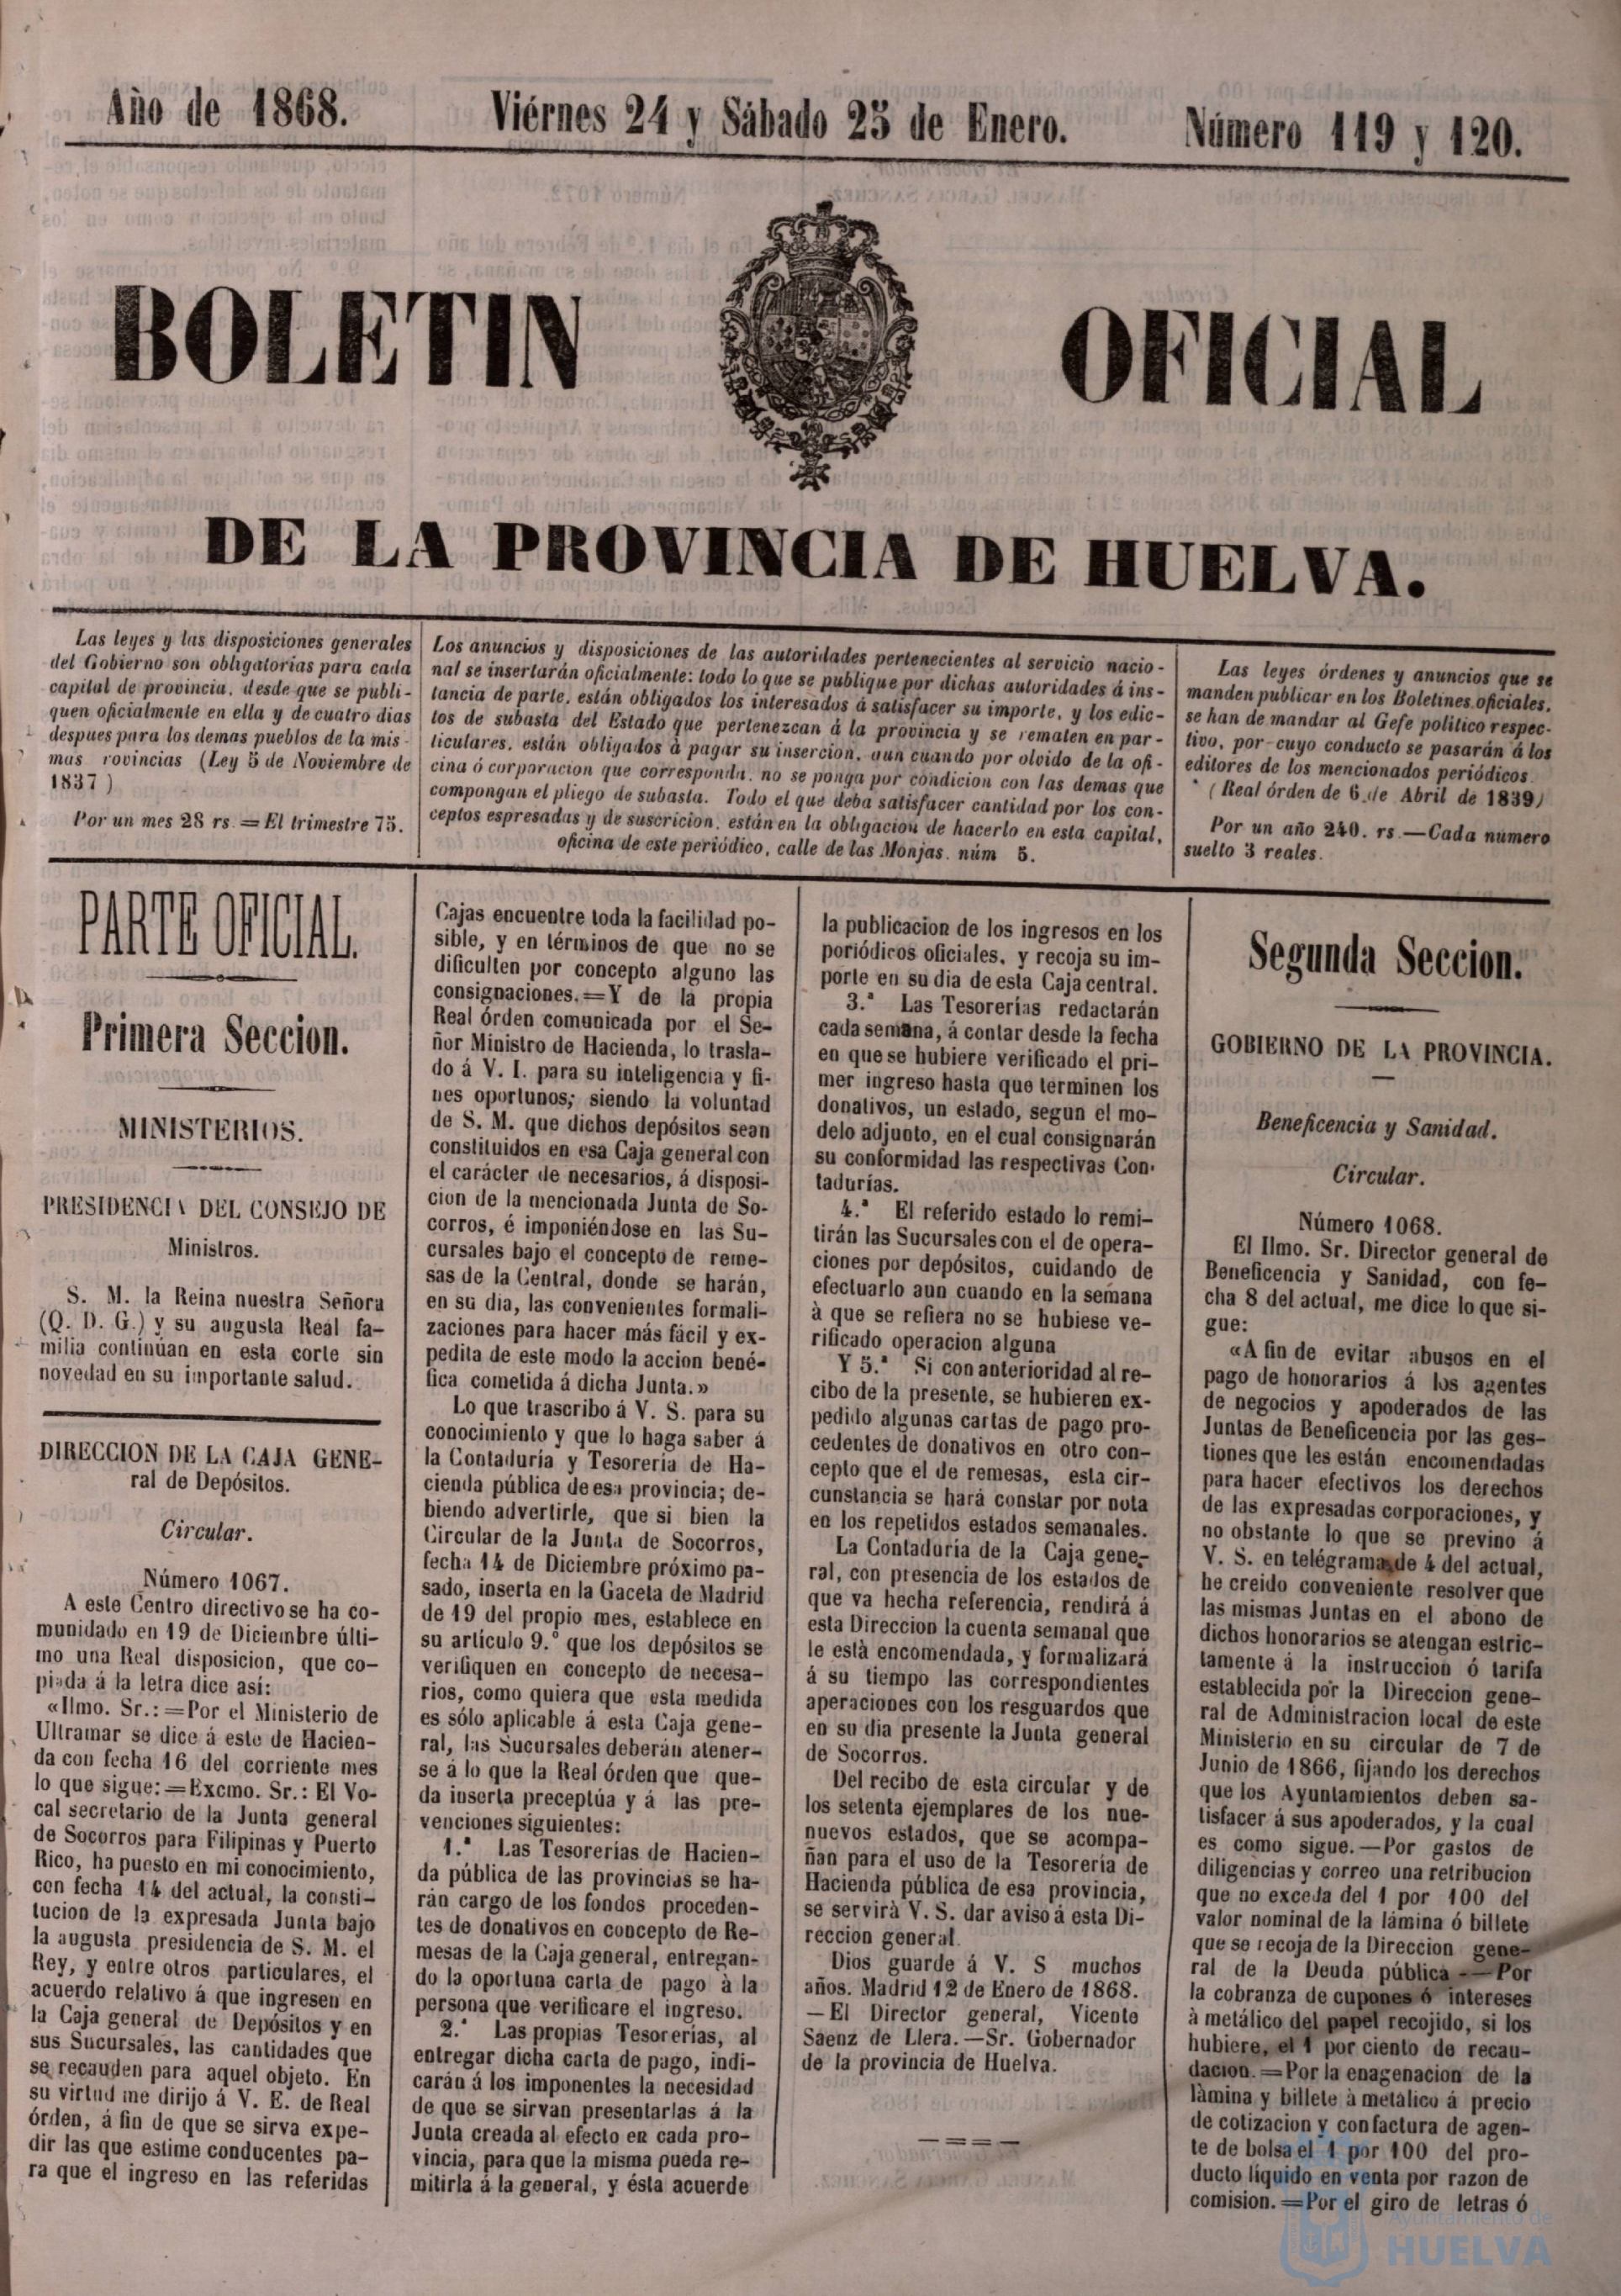 Año de 1868.
Viérnes 24 y Sábado 25 de Enero.
Número 119 y 120.
BOLETIN OFICIAL
DE LA PROVINCIA DE HUELVA.
Las leyes y las disposiciones generales
del Gobierno son obligatorias para cada
capital de provincia, desde que se publi-
quen oficialmente en ella y de cuatro dias
despues para los demas pueblos de la mis-
mas rovincias (Ley 5 de Noviembre de
1837)
Por un mes 28 rs.=El trimestre 75.
Los anuncios y disposiciones de las autoridades pertenecientes al servicio nacio-
nal se insertarán oficialmente: todo lo que se publique por dichas autoridades á ins-
tancia de parte, están obligados los interesados á satisfacer su importe, y los edic-
tos de subasta del Estado que pertenezcan á la provincia y se rematen en par-
ticulares, están obligados á pagar su insercion, aun cuando por olvido de la ofi-
cina ó corporacion que corresponda, no se ponga por condicion con las demas que
compongan el pliego de subasta. Todo el que deba satisfacer cantidad por los con-
ceptos espresadas y de suscricion, están en la obligacion de hacerlo en esta capital,
oficina de este periódico, calle de las Monjas, núm 5.
Las leyes órdenes y anuncios que se
manden publicar en los Boletines oficiales,
se han de mandar al Gefe politico respec-
tivo, por cuyo conducto se pasarán á los
editores de los mencionados periódicos.
(Real órden de 6 de Abril de 1839)
Por un año 240. rs.—Cada numero
suelto 3 reales.
PARTE OFICIAL.
Primera Seccion.
MINISTERIOS.
PRESIDENCIA DEL CONSEJO DE
Ministros.
S. M. la Reina nuestra Señora
(Q. D. G.) y su augusta Real fa-
milia continúan en esta corte sin
novedad en su importante salud.
DIRECCION DE LA CAJA GENE-
ral de Depósitos.
Circular.
Número 1067.
A este Centro directivo se ha co-
munidado en 19 de Diciembre últi-
mo una Real disposicion, que co-
piada á la letra dice así:
«Ilmo. Sr.:=Por el Ministerio de
Ultramar se dice á este de Hacien-
da con fecha 16 del corriente mes
lo que sigue:=Excmo. Sr.: El Vo-
cal secretario de la Junta general
de Socorros para Filipinas y Puerto
Rico, ha puesto en mi conocimiento,
con fecha 14 del actual, la consti-
tucion de la expresada Junta bajo
la augusta presidencia de S. M. el
Rey, y entre otros particulares, el
acuerdo relativo á que ingresen en
la Caja general de Depósitos y en
sus Sucursales, las cantidades que
se recauden para aquel objeto. En
su virtud me dirijo á V. E. de Real
órden, á fin de que se sirva expe-
dir las que estime conducentes pa-
ra que el ingreso en las referidas
Cajas encuentre toda la facilidad po-
sible, y en términos de que no se
dificulten por concepto alguno las
consignaciones.=Y de la propia
Real órden comunicada por el Se-
ñor Ministro de Hacienda, lo trasla-
do á V. I. para su inteligencia y fi-
nes oportunos; siendo la voluntad
de S. M. que dichos depósitos sean
constituidos en esa Caja general con
el carácter de necesarios, á disposi-
cion de la mencionada Junta de So-
corros, é imponiéndose en las Su-
cursales bajo el concepto de reme-
sas de la Central, donde se harán,
en su dia, las convenientes formali-
zaciones para hacer más fácil y ex-
pedita de este modo la accion bené-
fica cometida á dicha Junta.»
Lo que trascribo á V. S. para su
conocimiento y que lo haga saber á
la Contaduría y Tesorería de Ha-
cienda pública de esa provincia; de-
biendo advertirle, que si bien la
Circular de la Junta de Socorros,
fecha 14 de Diciembre próximo pa-
sado, inserta en la Gaceta de Madrid
de 19 del propio mes, establece en
su artículo 9.° que los depósitos se
verifiquen en concepto de necesa-
rios, como quiera que esta medida
es sólo aplicable á esta Caja gene-
ral, las Sucursales deberán atener-
se á lo que la Real órden que que-
da inserta preceptúa y á las pre-
venciones siguientes:
1.ª Las Tesorerías de Hacien-
da pública de las provincias se ha-
rán cargo de los fondos proceden-
tes de donativos en concepto de Re-
mesas de la Caja general, entregan-
do la oportuna carta de pago à la
persona que verificare el ingreso.
2.ª Las propias Tesorerías, al
entregar dicha carta de pago, indi-
carán á los imponentes la necesidad
de que se sirvan presentarlas á la
Junta creada al efecto en cada pro-
vincia, para que la misma pueda re-
mitirla á la general, y ésta acuerde
la publicacion de los ingresos en los
poriódicos oficiales, y recoja su im-
porte en su dia de esta Caja central.
3.ª Las Tesorerías redactarán
cada semana, á contar desde la fecha
en que se hubiere verificado el pri-
mer ingreso hasta que terminen los
donativos, un estado, segun el mo-
delo adjunto, en el cual consignarán
su conformidad las respectivas Con-
tadurías.
4.ª El referido estado lo remi-
tirán las Sucursales con el de opera-
ciones por depósitos, cuidando de
efectuarlo aun cuando en la semana
à que se refiera no se hubiese ve-
rificado operacion alguna
Y 5.ª Si con anterioridad al re-
cibo de la presente, se hubieren ex-
pedido algunas cartas de pago pro-
cedentes de donativos en otro con-
cepto que el de remesas, esta cir-
cunstancia se hará constar por nota
en los repetidos estados semanales.
La Contaduría de la Caja gene-
ral, con presencia de los estados de
que va hecha referencia, rendirá á
esta Direccion la cuenta semanal que
le està encomendada, y formalizará
á su tiempo las correspondientes
aperaciones con los resguardos que
en su dia presente la Junta general
de Socorros.
Del recibo de esta circular y de
los setenta ejemplares de los nue-
nuevos estados, que se acompa-
ñan para el uso de la Tesorería de
Hacienda pública de esa provincia,
se servirà V. S. dar aviso á esta Di-
reccion general.
Dios guarde á V. S muchos
años. Madrid 12 de Enero de 1868.
—El Director general, Vicente
Saenz de Llera.—Sr. Gobernador
de la provincia de Huelva.
Segunda Seccion.
GOBIERNO DE LA PROVINCIA.
Beneficencia y Sanidad.
Circular.
Número 1068.
El Ilmo. Sr. Director general de
Beneficencia y Sanidad, con fe-
cha 8 del actual, me dice lo que si-
gue:
«A fin de evitar abusos en el
pago de honorarios á los agentes
de negocios y apoderados de las
Juntas de Beneficencia por las ges-
tiones que les están encomendadas
para hacer efectivos los derechos
de las expresadas corporaciones, y
no obstante lo que se previno á
V. S. en telégrama de 4 del actual,
he creido conveniente resolver que
las mismas Juntas en el abono de
dichos honorarios se atengan estric-
tamente á la instruccion ó tarifa
establecida por la Direccion gene-
ral de Administracion local de este
Ministerio en su circular de 7 de
Junio de 1866, fijando los derechos
que los Ayuntamientos deben sa-
tisfacer á sus apoderados, y la cual
es como sigue.—Por gastos de
diligencias y correo una retribucion
que no exceda del 1 por 100 del
valor nominal de la làmina ó billete
que se recoja de la Direccion gene-
ral de la Deuda pública.——Por
la cobranza de cupones ó intereses
à metálico del papel recojido, si los
hubiere, el 1 por ciento de recau-
dacion.=Por la enagenacion de la
làmina y billete à metàlico á precio
de cotizacion y con factura de agen-
te de bolsa el 1 por 100 del pro-
ducto líquido en venta por razon de
comision.=Por el giro de letras ó
Ayuntamiento de
HUELVA